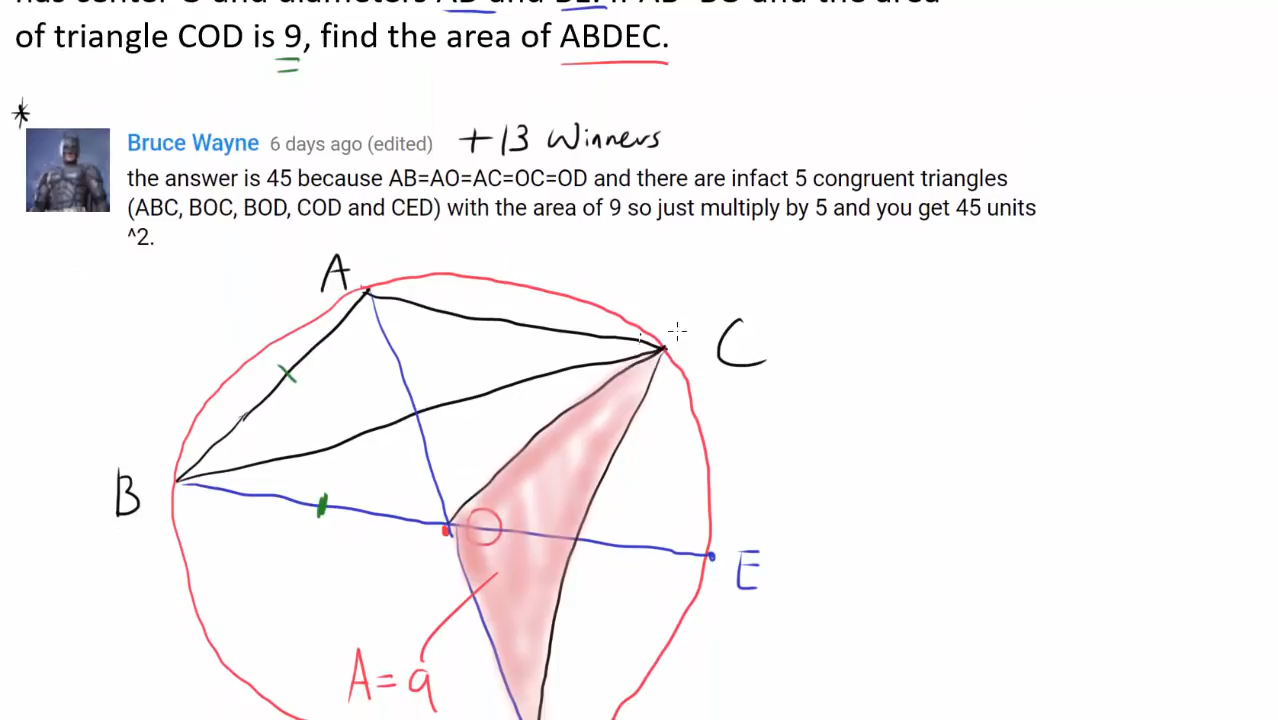 of triangle COD is 9, find the area of ABDEC.
*
Bruce Wayne 6 days ago (edited) +13 Winners
the answer is 45 because AB=AO=AC=OC=OD and there are infact 5 congruent triangles
(ABC, BOC, BOD, COD and CED) with the area of 9 so just multiply by 5 and you get 45 units
^2.
A
C
B
E
A=9